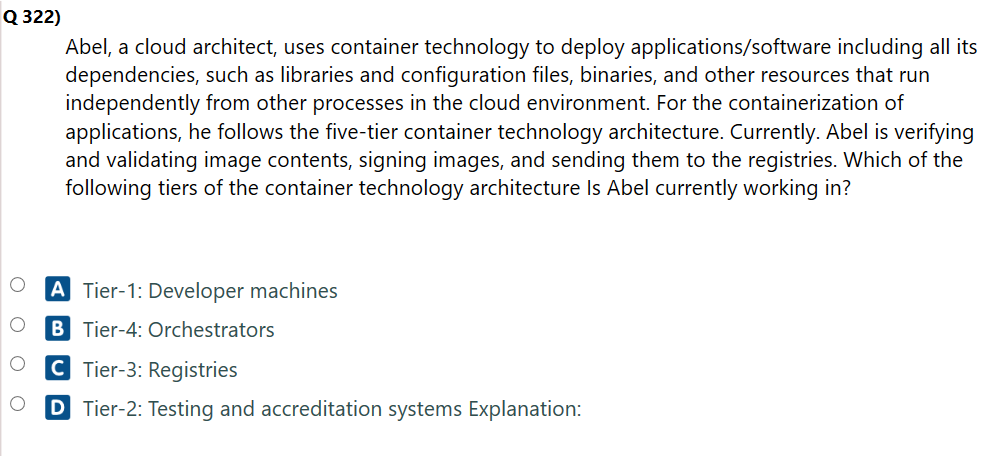 Q 322)
Abel, a cloud architect, uses container technology to deploy applications/software including all its
dependencies, such as libraries and configuration files, binaries, and other resources that run
independently from other processes in the cloud environment. For the containerization of
applications, he follows the five-tier container technology architecture. Currently. Abel is verifying
and validating image contents, signing images, and sending them to the registries. Which of the
following tiers of the container technology architecture Is Abel currently working in?
A Tier-1: Developer machines
B Tier-4: Orchestrators
C Tier-3: Registries
D Tier-2: Testing and accreditation systems Explanation: